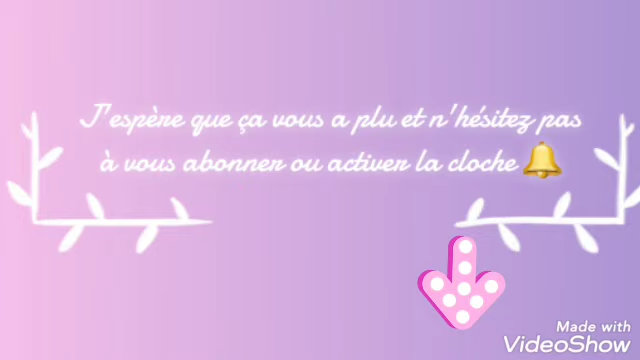 J'espère que ça vous a plu et n'hésitez pas
à vous abonner ou activer la cloche 🔔
Made with
VideoShow